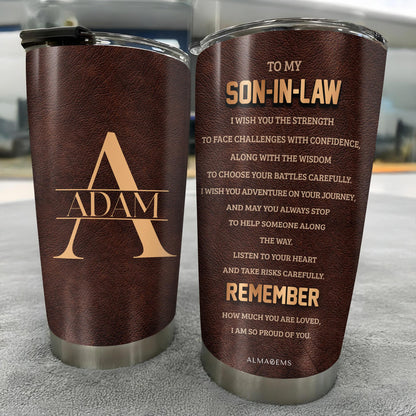 A
ADAM
TO MY
SON-IN-LAW
I WISH YOU THE STRENGTH
TO FACE CHALLENGES WITH CONFIDENCE,
ALONG WITH THE WISDOM
TO CHOOSE YOUR BATTLES CAREFULLY.
I WISH YOU ADVENTURE ON YOUR JOURNEY,
AND MAY YOU ALWAYS STOP
TO HELP SOMEONE ALONG
THE WAY.
LISTEN TO YOUR HEART
AND TAKE RISKS CAREFULLY.
REMEMBER
HOW MUCH YOU ARE LOVED,
I AM SO PROUD OF YOU.
ALMAGEMS